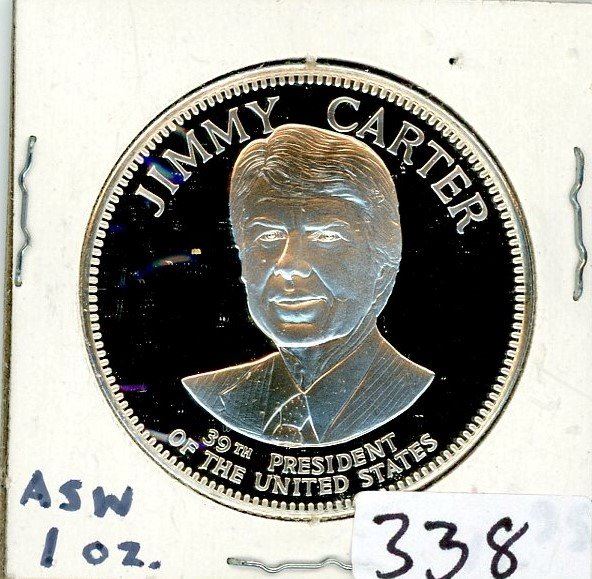 JIMMY CARTER
39TH PRESIDENT
OF THE UNITED STATES
ASW
1 oz.
338